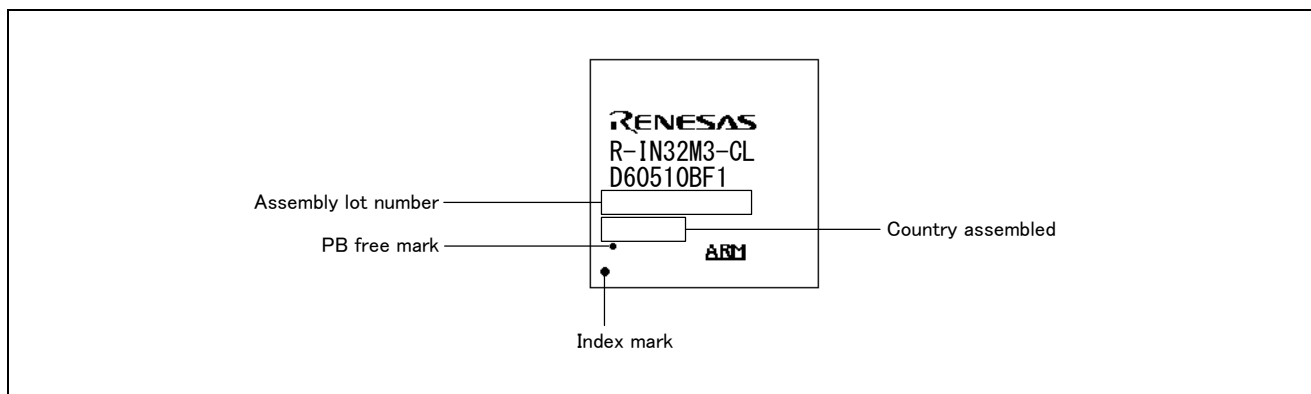 RENESAS
R-IN32M3-CL
D60510BF1
Assembly lot number
Country assembled
PB free mark
ARM
Index mark